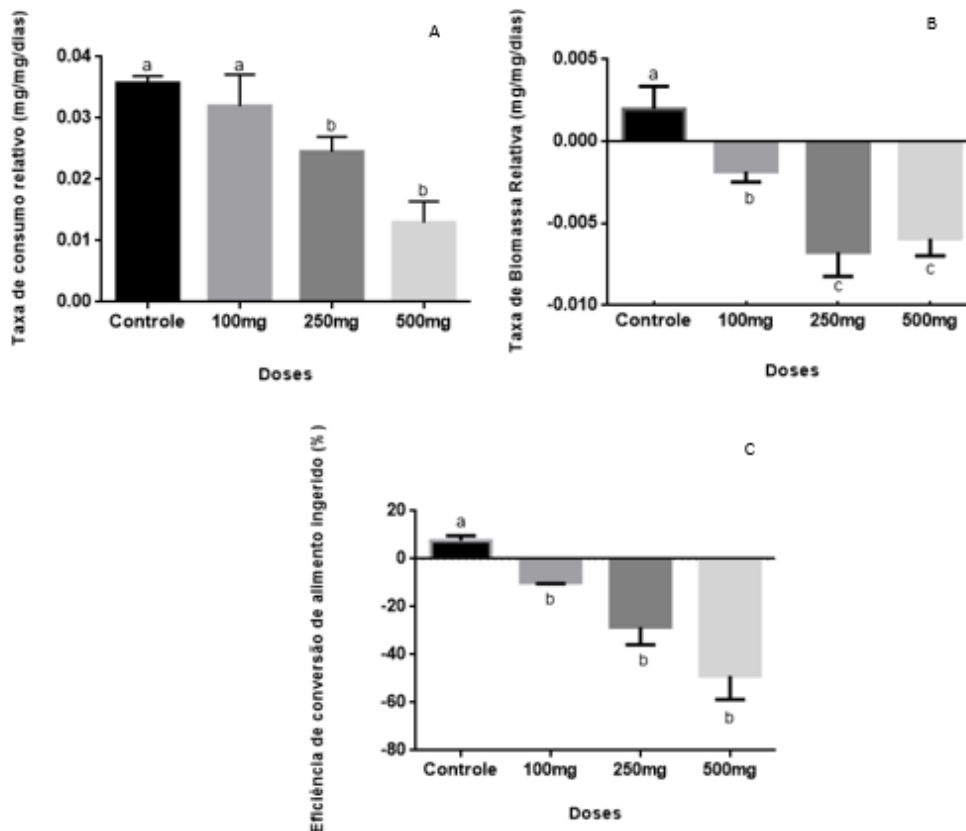 A
Taxa de consumo relativo (mg/mg/dias)
0.04
0.03
0.02
0.01
0.00
a
a
b
b
Controle 100mg 250mg 500mg
Doses
B
Taxa de Biomassa Relativa (mg/mg/dias)
0.005
0.000
-0.005
-0.010
a
b
c
c
Controle 100mg 250mg 500mg
Doses
C
Eficiência de conversão de alimento ingerido (%)
20
0
-20
-40
-60
-80
a
b
b
b
Controle 100mg 250mg 500mg
Doses